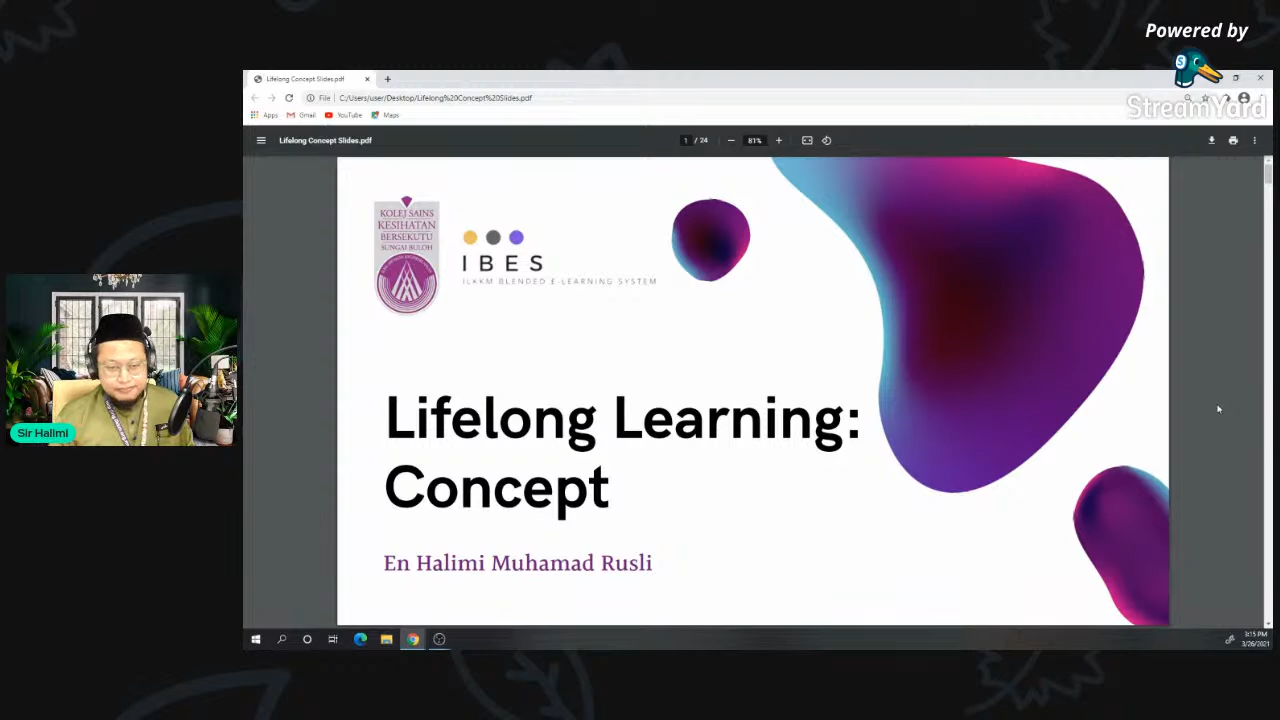 Powered by
S
StreamYard
Lifelong Concept Slides.pdf
File | C:/Users/user/Desktop/Lifelong%20Concept%20Slides.pdf
Apps Gmail YouTube Maps
Lifelong Concept Slides.pdf 1 / 24 81%
KOLEJ SAINS
KESIHATAN
BERSEKUTU
SUNGAI BULOH
IBES
ILKKM BLENDED E-LEARNING SYSTEM
Lifelong Learning:
Concept
En Halimi Muhamad Rusli
Sir Halimi
3:15 PM
3/26/2021